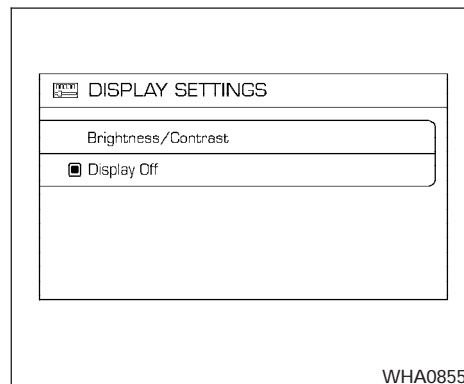 DISPLAY SETTINGS
Brightness/Contrast
Display Off
WHA0855